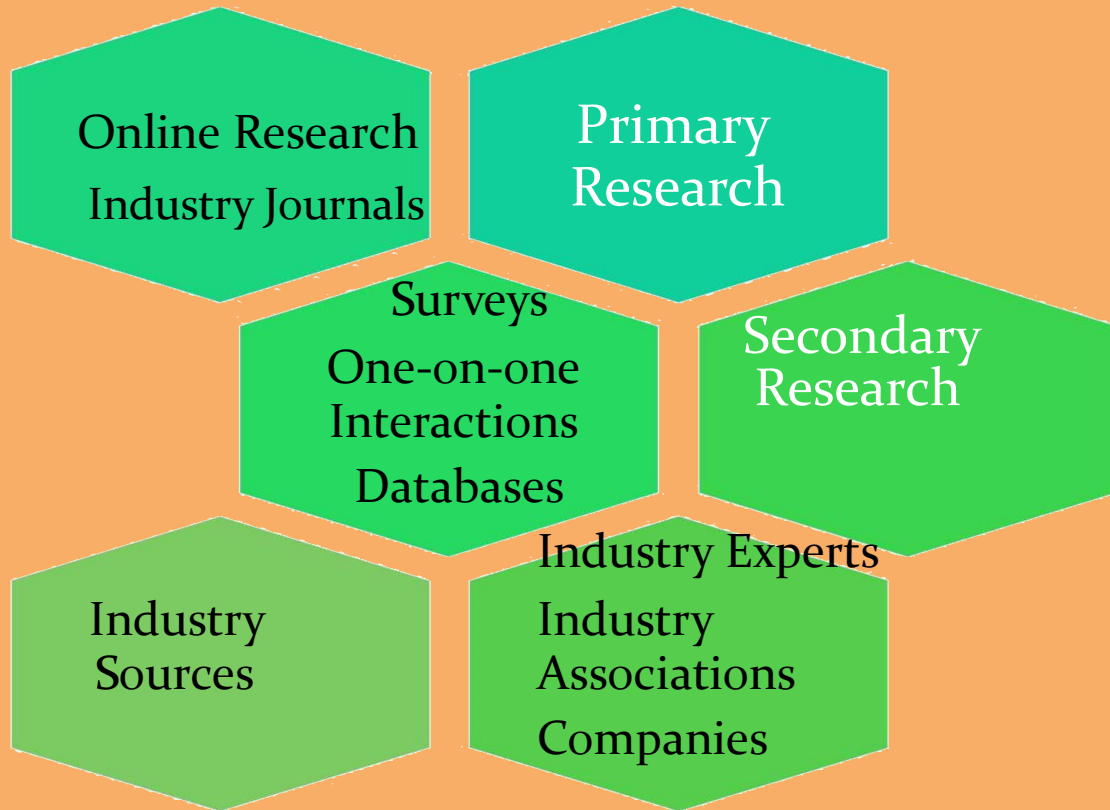 Online Research
Industry Journals
Primary
Research
Surveys
One-on-one
Interactions
Databases
Secondary
Research
Industry
Sources
Industry Experts
Industry
Associations
Companies